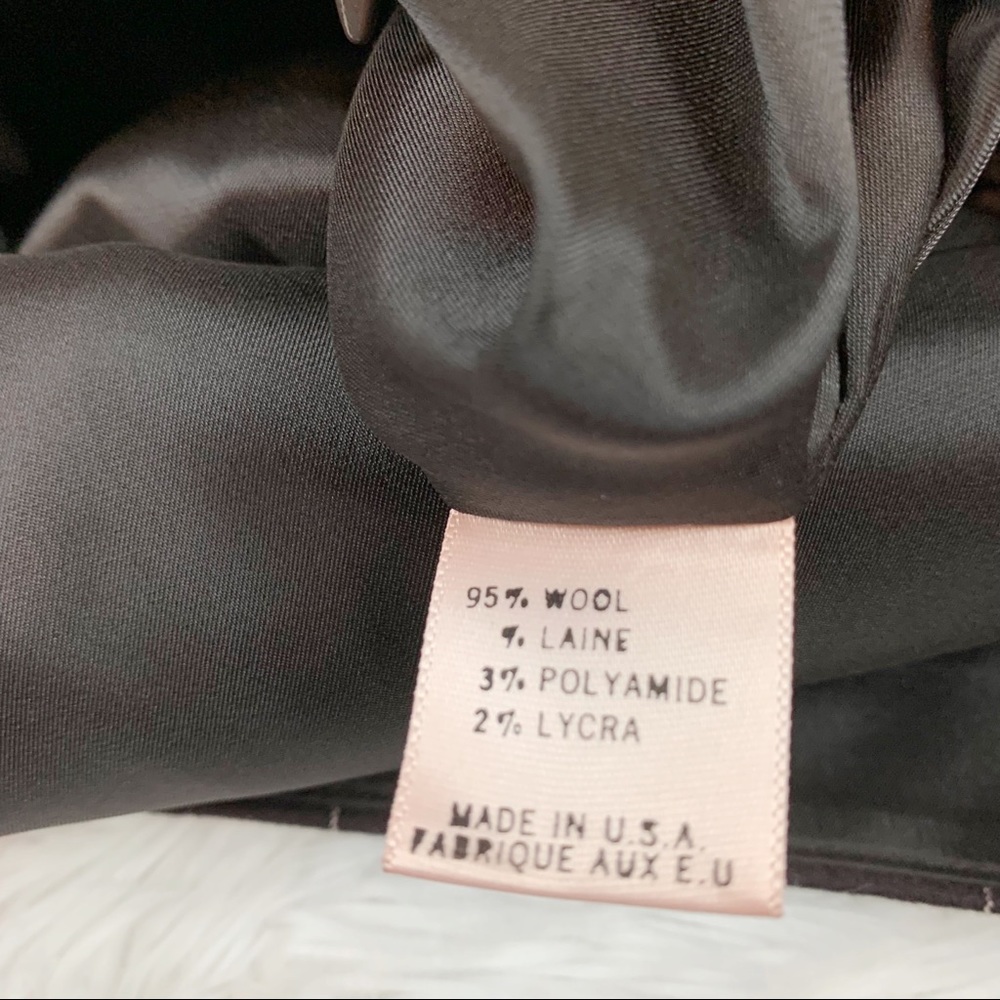 95% WOOL
% LAINE
3% POLYAMIDE
2% LYCRA
MADE IN U.S.A.
FABRIQUE AUX E.U